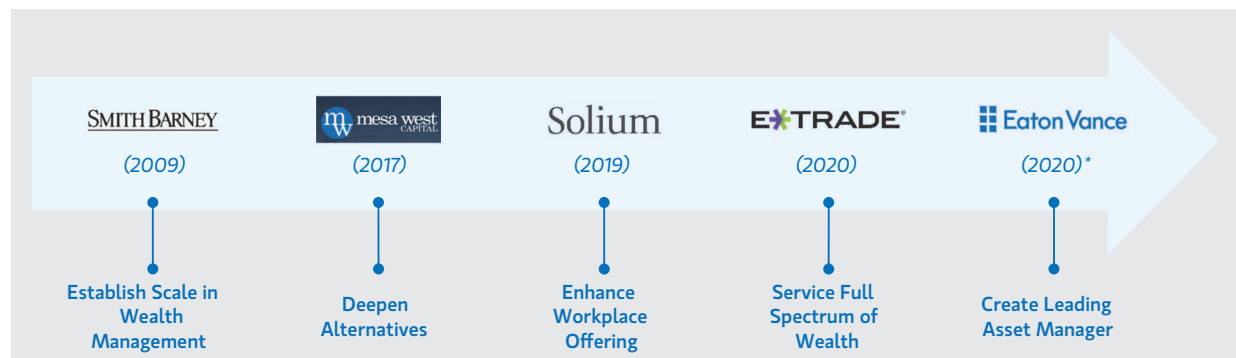 SMITH BARNEY
mw mesa west
CAPITAL
Solium
E*TRADE®
Eaton Vance
(2009)
(2017)
(2019)
(2020)
(2020)*
Establish Scale in
Wealth
Management
Deepen
Alternatives
Enhance
Workplace
Offering
Service Full
Spectrum of
Wealth
Create Leading
Asset Manager